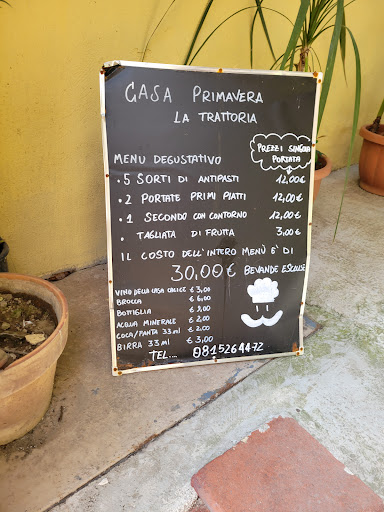 CASA PRIMAVERA
LA TRATTORIA
PREZZI SINGOLA
PORTATA
MENU DEGUSTATIVO
• 5 SORTI DI ANTIPASTI 12,00€
• 2 PORTATE PRIMI PIATTI 12,00€
• 1 SECONDO CON CONTORNO 12,00€
• TAGLIATA DI FRUTTA 3,00€
IL COSTO DELL'INTERO MENÙ E' DI
30,00€ BEVANDE ESCLUSE
VINO DELLA CASA CALICE € 3,00
BROCCA € 6,00
BOTTIGLIA
ACQUA MINERALE € 2,00
COCA/FANTA 33ml € 2,00
BIRRA 33ml € 3,00
TEL.... 0815264472